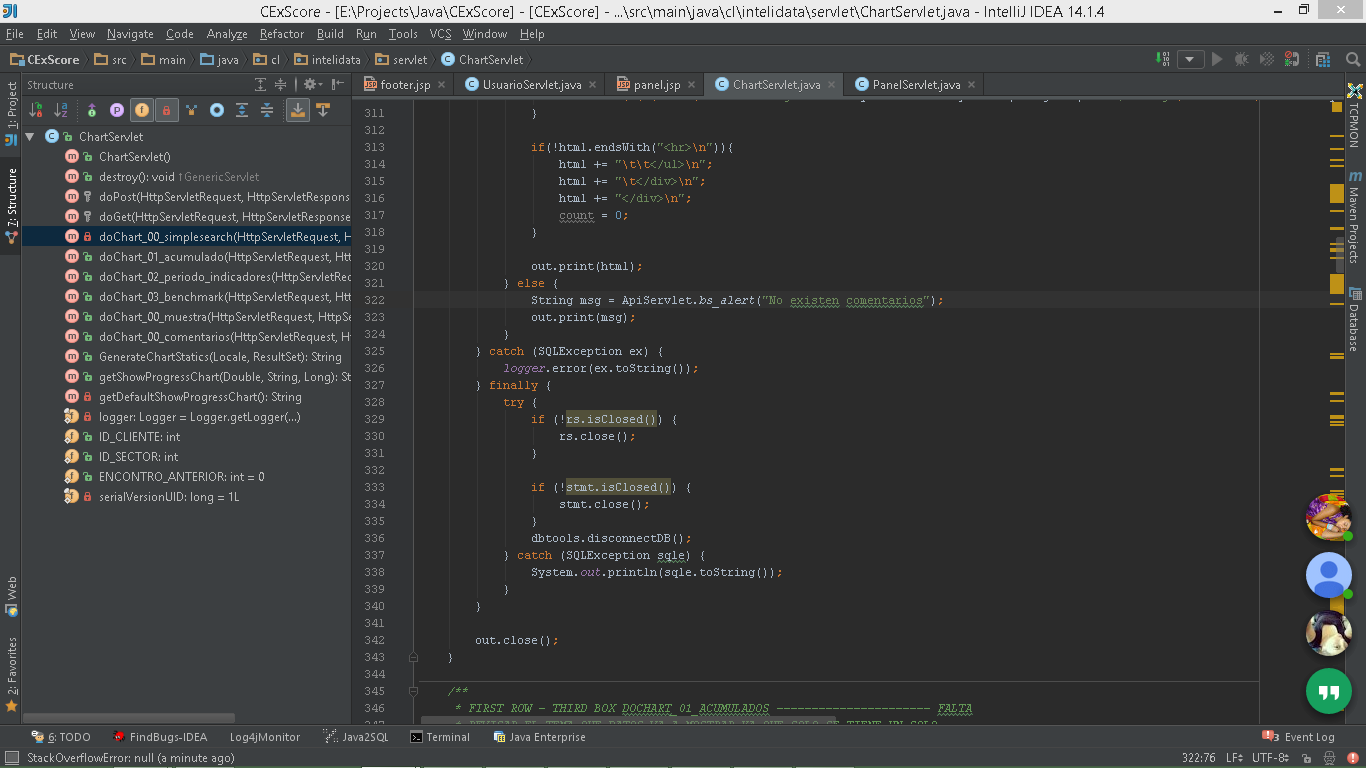 CExScore - [E:\Projects\Java\CExScore] - [CExScore] - ...\src\main\java\cl\intelidata\servlet\ChartServlet.java - IntelliJ IDEA 14.1.4
File Edit View Navigate Code Analyze Refactor Build Run Tools VCS Window Help
CExScore src main java cl intelidata servlet ChartServlet
Structure
footer.jsp UsuarioServlet.java panel.jsp ChartServlet.java PanelServlet.java
1: Project
7: Structure
Web
2: Favorites
ChartServlet
ChartServlet()
destroy(): void ↑GenericServlet
doPost(HttpServletRequest, HttpServletRespons
doGet(HttpServletRequest, HttpServletResponse
doChart_00_simplesearch(HttpServletRequest, H
doChart_01_acumulado(HttpServletRequest, Htt
doChart_02_periodo_indicadores(HttpServletReq
doChart_03_benchmark(HttpServletRequest, Htt
doChart_00_muestra(HttpServletRequest, HttpS
doChart_00_comentarios(HttpServletRequest, Ht
GenerateChartStatics(Locale, ResultSet): String
getShowProgressChart(Double, String, Long): St
getDefaultShowProgressChart(): String
logger: Logger = Logger.getLogger(...)
ID_CLIENTE: int
ID_SECTOR: int
ENCONTRO_ANTERIOR: int = 0
serialVersionUID: long = 1L
311 }
312
313 if(!html.endsWith("<hr>\n")){
314 html += "\t\t</ul>\n";
315 html += "\t</div>\n";
316 html += "</div>\n";
317 count = 0;
318 }
319
320 out.print(html);
321 } else {
322 String msg = ApiServlet.bs_alert("No existen comentarios");
323 out.print(msg);
324 }
325 } catch (SQLException ex) {
326 logger.error(ex.toString());
327 } finally {
328 try {
329 if (!rs.isClosed()) {
330 rs.close();
331 }
332
333 if (!stmt.isClosed()) {
334 stmt.close();
335 }
336 dbtools.disconnectDB();
337 } catch (SQLException sqle) {
338 System.out.println(sqle.toString());
339 }
340 }
341
342 out.close();
343 }
344
345 /**
346 * FIRST ROW - THIRD BOX DOCHART_01_ACUMULADOS ---------------------- FALTA
TCPMON
Maven Projects
Database
6: TODO FindBugs-IDEA Log4jMonitor Java2SQL Terminal Java Enterprise 3 Event Log
StackOverflowError: null (a minute ago) 322:76 LF UTF-8